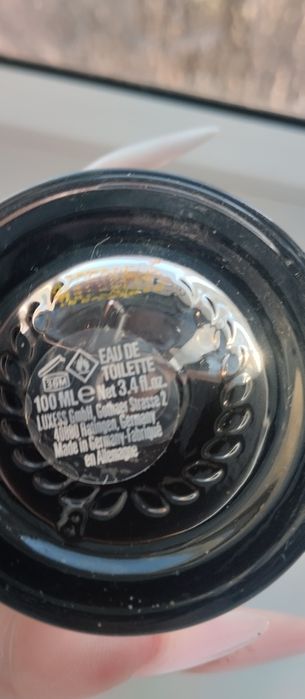 EAU DE
TOILETTE
36M
100 ML e Net 3.4 fl.oz.
LUXESS GmbH, Gothaer Strasse 2
Ratingen, Germany
Made in Germany-Fabriqué
en Allemagne